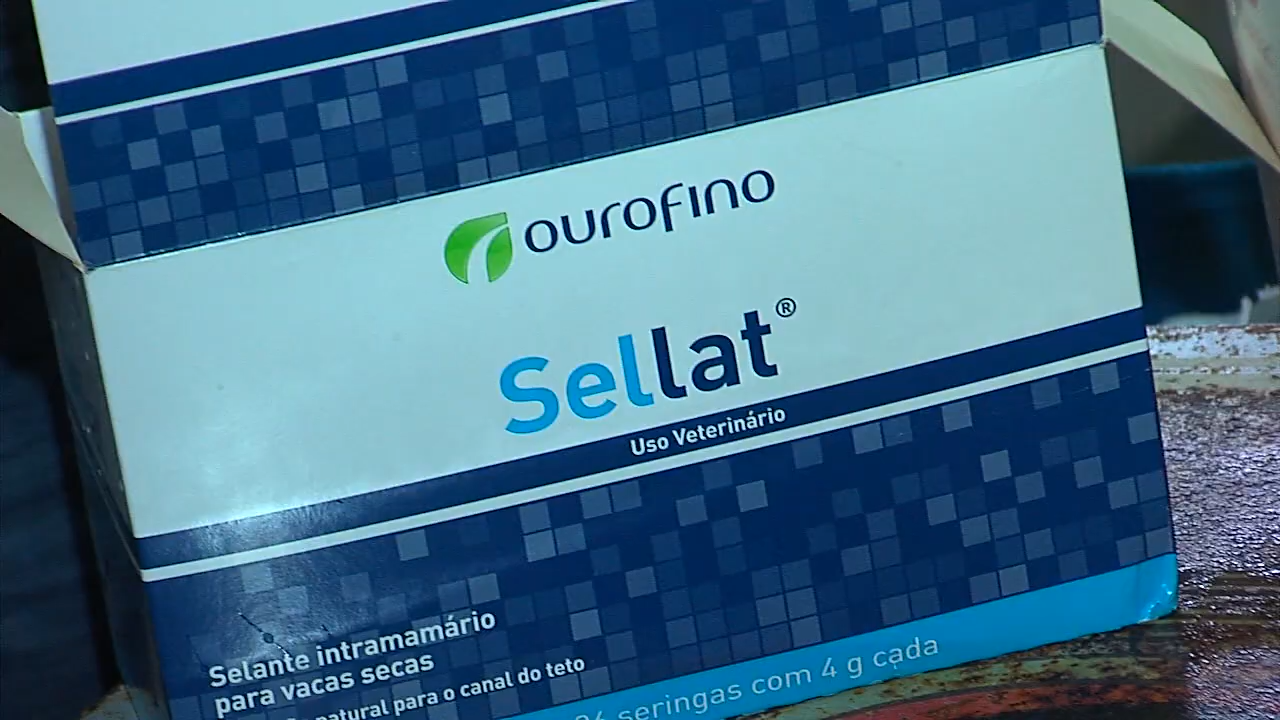 ourofino
Sellat®
Uso Veterinário
Selante intramamário
para vacas secas
natural para o canal do teto
seringas com 4 g cada